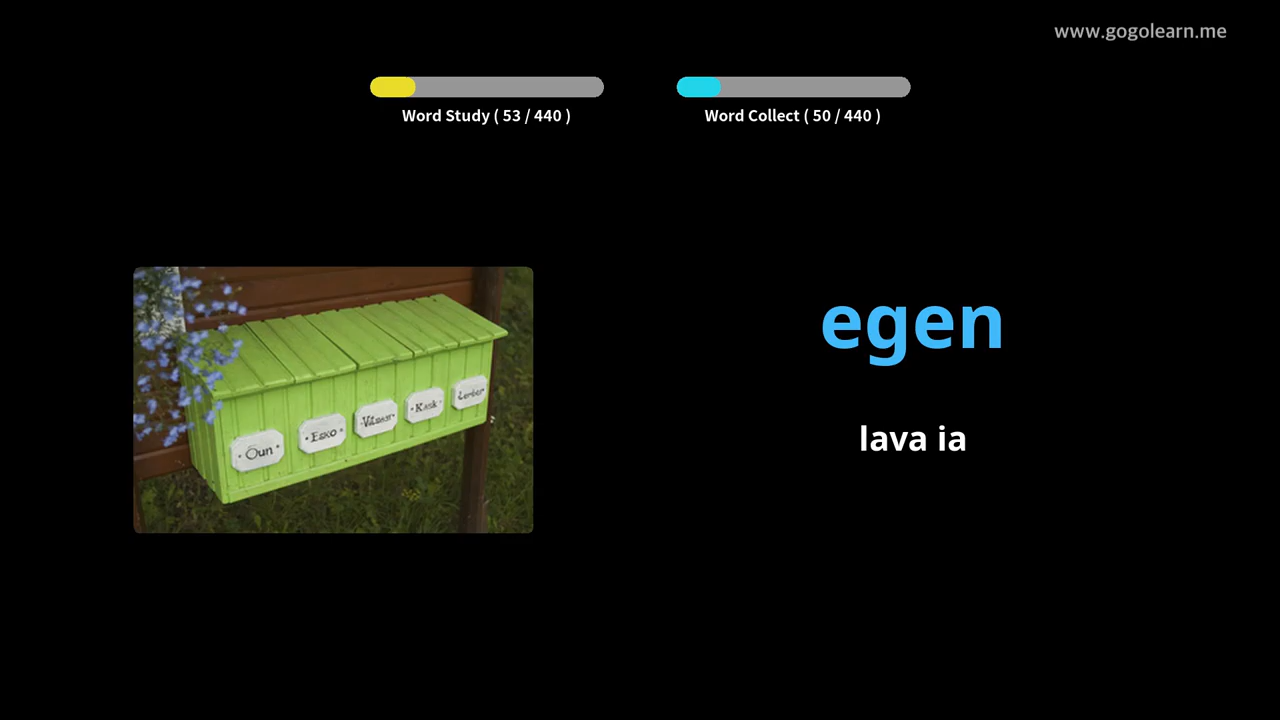 www.gogolearn.me
Word Study ( 53 / 440 )
Word Collect ( 50 / 440 )
egen
lava ia
Oun
Esko
Kask